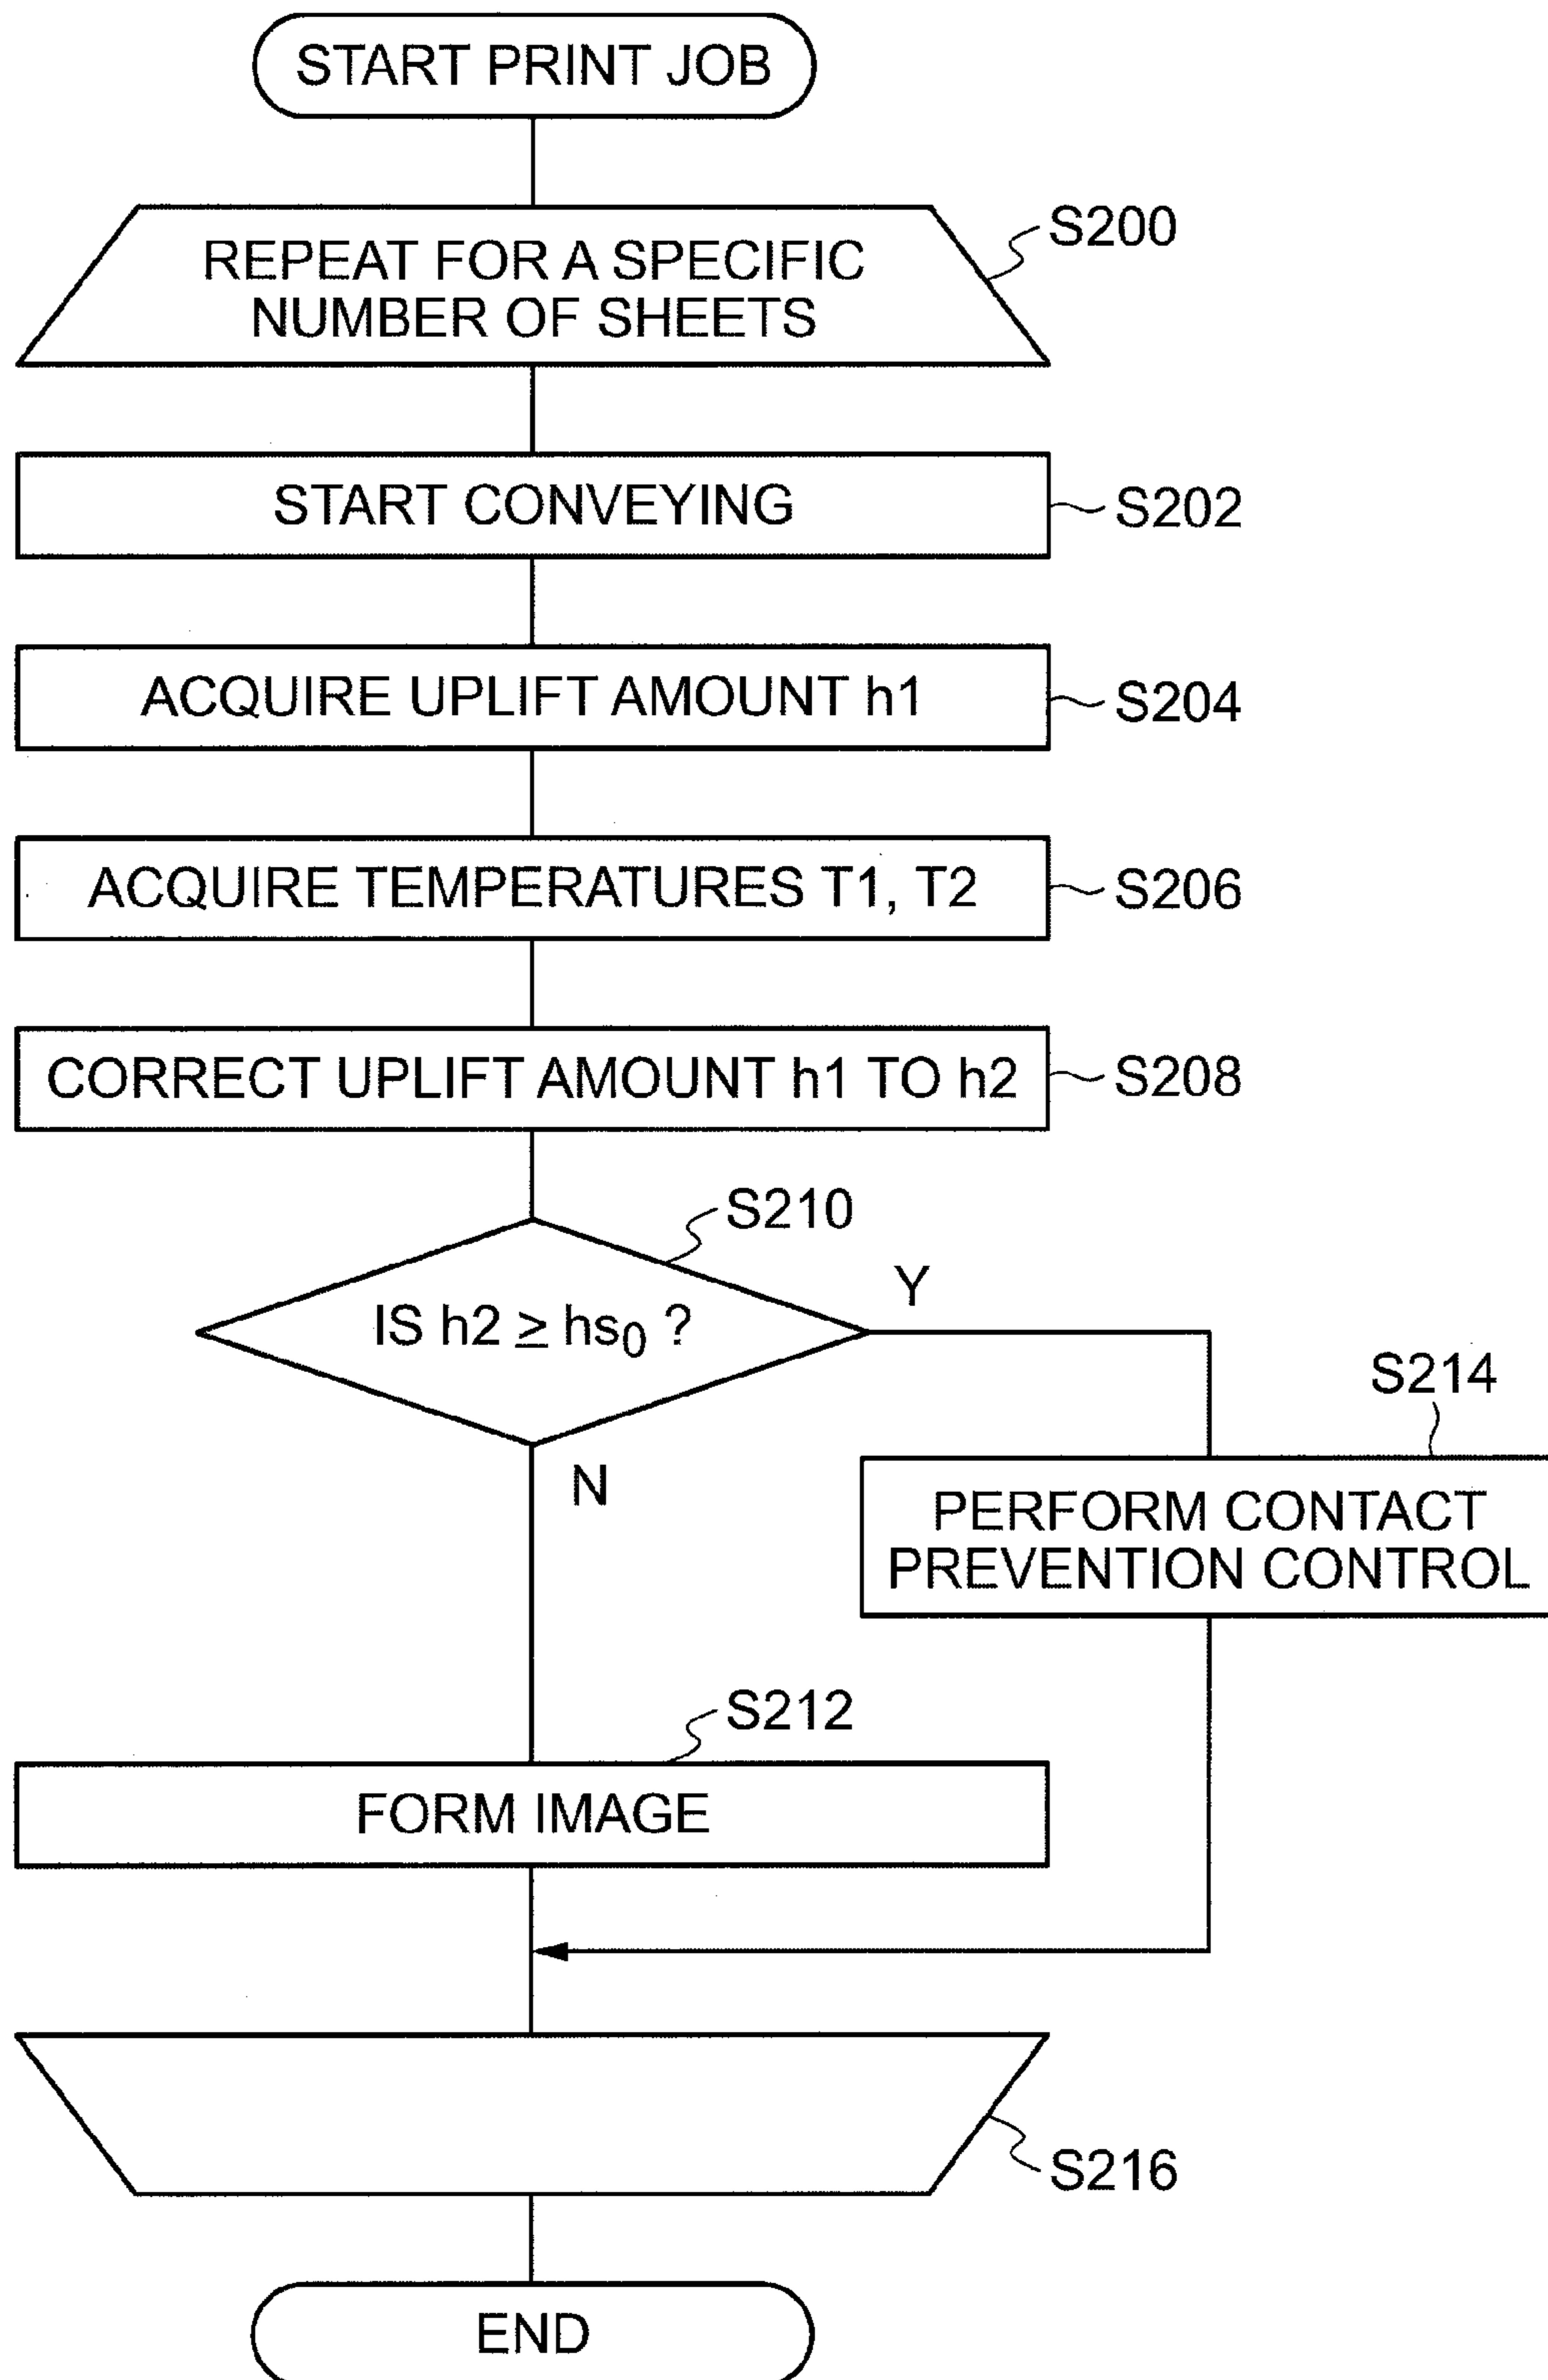 START PRINT JOB
S200
REPEAT FOR A SPECIFIC
NUMBER OF SHEETS
START CONVEYING
S202
ACQUIRE UPLIFT AMOUNT h1
S204
ACQUIRE TEMPERATURES T1, T2
S206
CORRECT UPLIFT AMOUNT h1 TO h2
S208
S210
Y
IS h2 ≥ hs₀ ?
S214
N
PERFORM CONTACT
PREVENTION CONTROL
S212
FORM IMAGE
S216
END